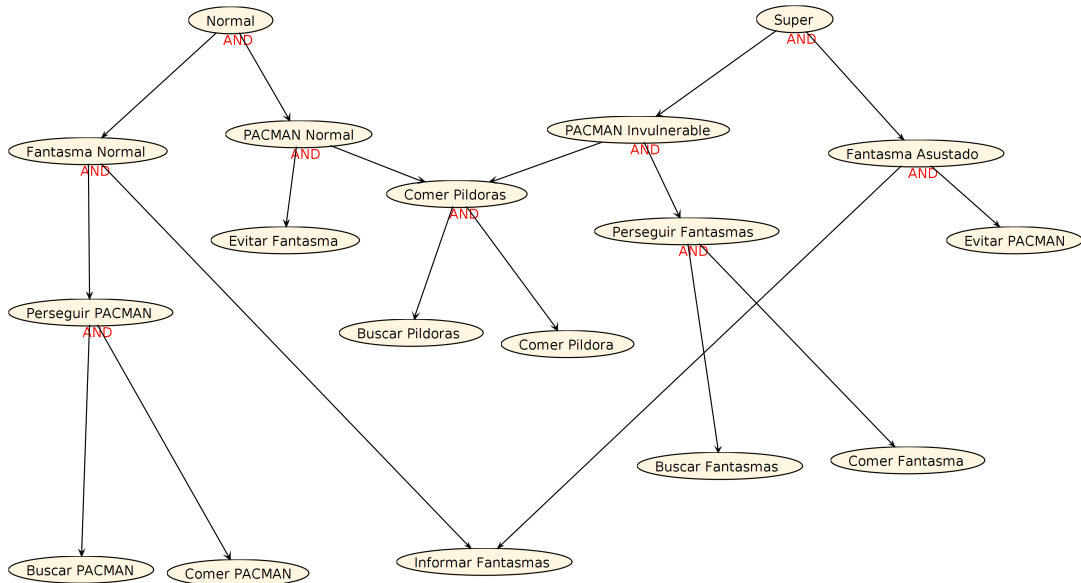 Normal
AND
Super
AND
Fantasma Normal
AND
PACMAN Normal
AND
PACMAN Invulnerable
AND
Fantasma Asustado
AND
Comer Pildoras
AND
Evitar Fantasma
Perseguir Fantasmas
AND
Evitar PACMAN
Perseguir PACMAN
AND
Buscar Pildoras
Comer Pildora
Buscar Fantasmas
Comer Fantasma
Buscar PACMAN
Comer PACMAN
Informar Fantasmas